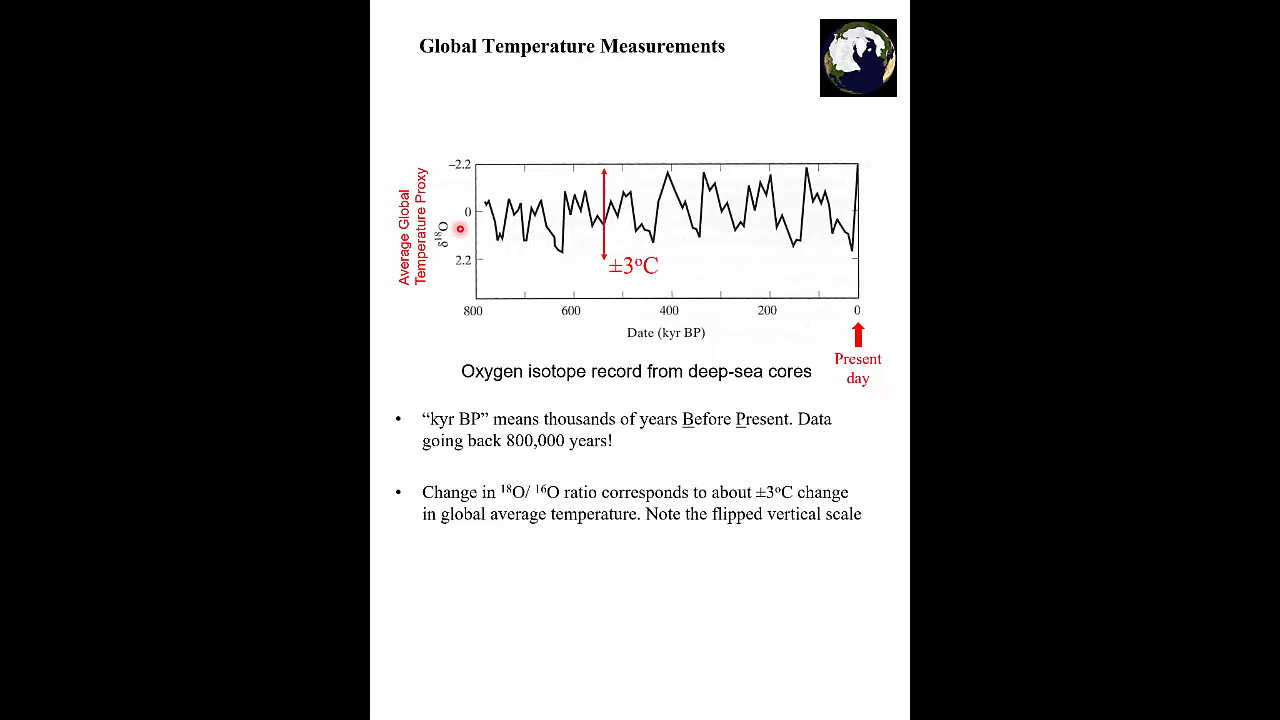 Global Temperature Measurements
Average Global
Temperature Proxy
δ¹⁸O
−2.2
0
2.2
±3°C
800
600
400
200
0
Date (kyr BP)
Present
day
Oxygen isotope record from deep-sea cores
• “kyr BP” means thousands of years Before Present. Data
going back 800,000 years!
• Change in ¹⁸O/ ¹⁶O ratio corresponds to about ±3°C change
in global average temperature. Note the flipped vertical scale